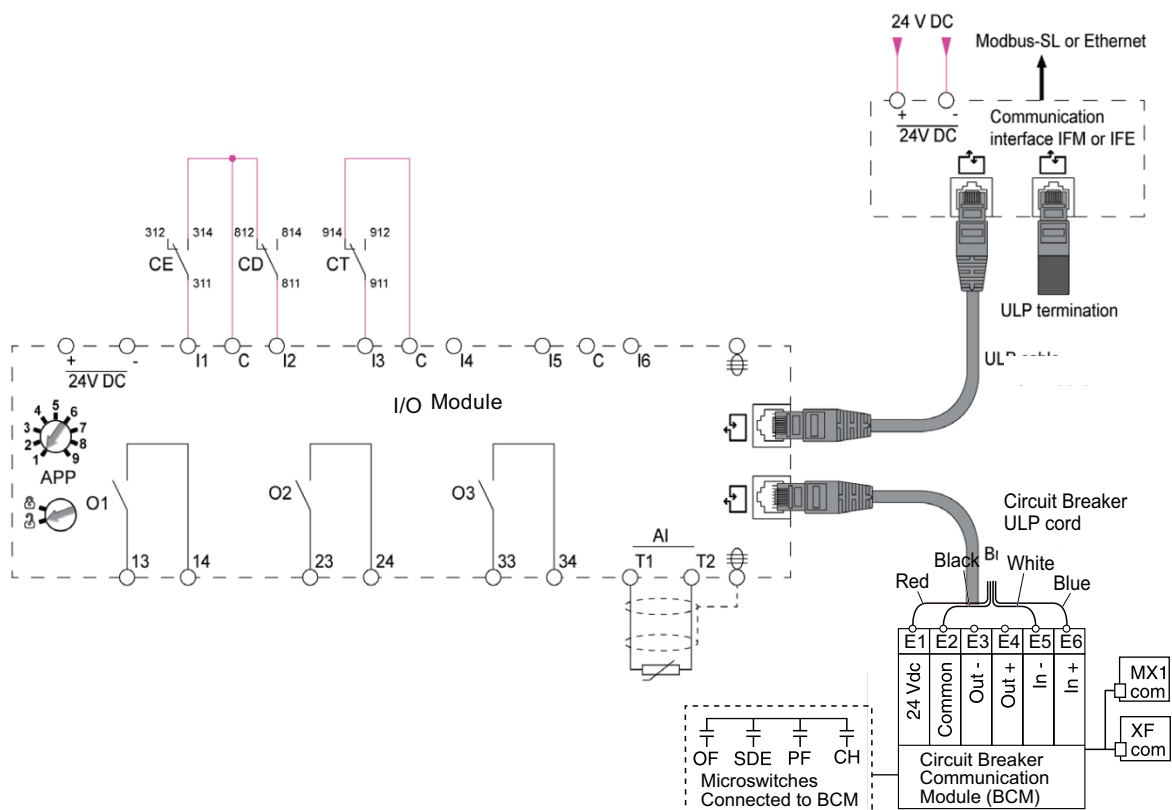 24 V DC
Modbus-SL or Ethernet
+ -
24V DC
Communication
interface IFM or IFE
312 314 812 814 914 912
CE CD CT
311 811 911
ULP termination
+ -
24V DC
I1 C I2 I3 C I4 I5 C I6
I/O Module
4 5 6
3 7
2 8
1 9
APP
O1 O2 O3
13 14 23 24 33 34
AI
T1 T2
Circuit Breaker
ULP cord
Black White
Red Blue
E1 E2 E3 E4 E5 E6
24 Vdc
Common
Out -
Out +
In -
In +
MX1
com
XF
com
OF SDE PF CH
Microswitches
Connected to BCM
Circuit Breaker
Communication
Module (BCM)